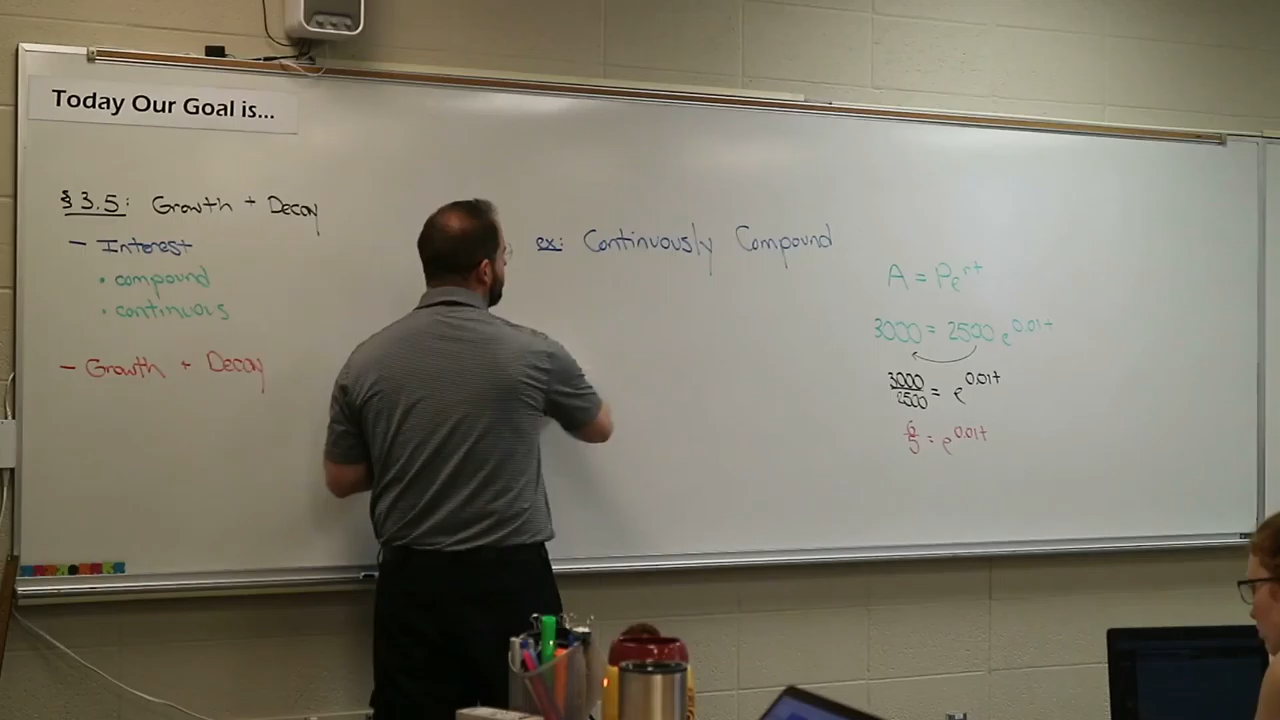 Today Our Goal is...
§ 3.5: Growth + Decay
- Interest
• compound
• continuous
- Growth + Decay
ex: Continuously Compound
A = Pe^rt
3000 = 2500 e^0.01t
3000/2500 = e^0.01t
6/5 = e^0.01t